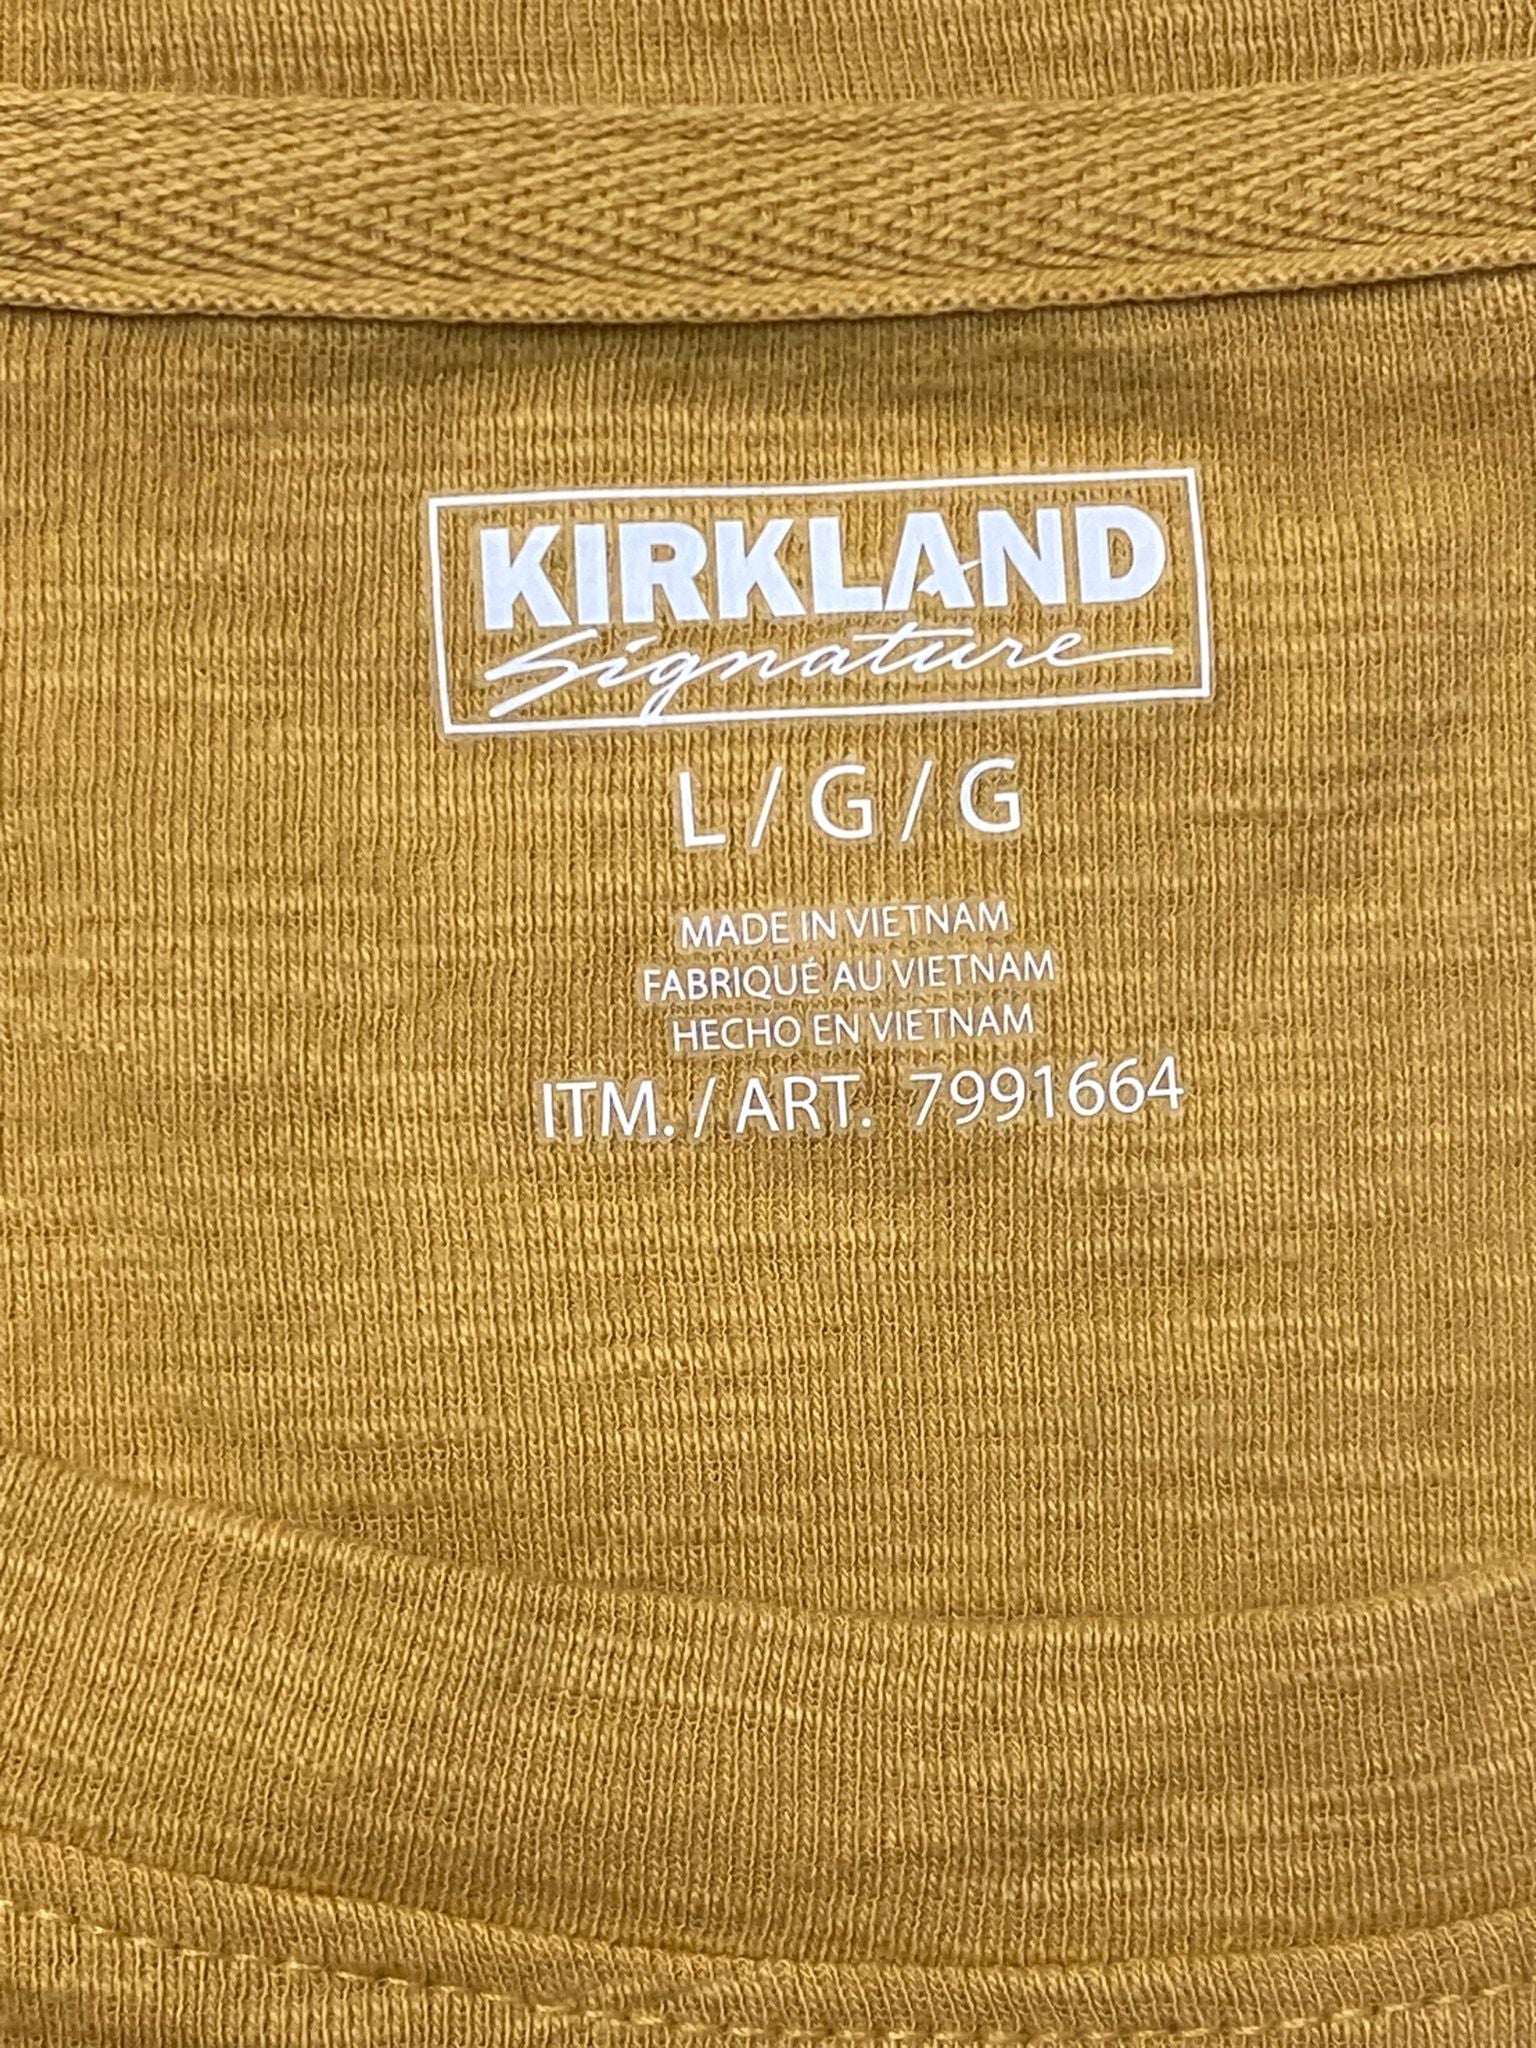 KIRKLAND
Signature
L / G / G
MADE IN VIETNAM
FABRIQUÉ AU VIETNAM
HECHO EN VIETNAM
ITM. / ART. 7991664